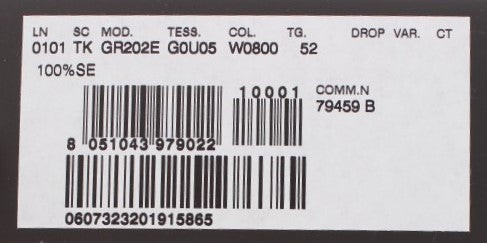 LN SC MOD. TESS. COL. TG. DROP VAR. CT
0101 TK GR202E G0U05 W0800 52
100%SE
10001 COMM.N
79459 B
8 051043 979022
0607323201915865